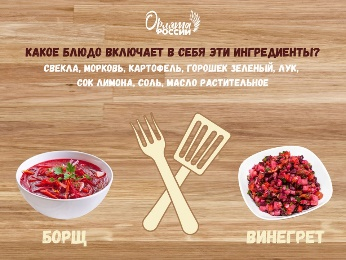 Орлята
РОССИИ
КАКОЕ БЛЮДО ВКЛЮЧАЕТ В СЕБЯ ЭТИ ИНГРЕДИЕНТЫ?
СВЕКЛА, МОРКОВЬ, КАРТОФЕЛЬ, ГОРОШЕК ЗЕЛЕНЫЙ, ЛУК,
СОК ЛИМОНА, СОЛЬ, МАСЛО РАСТИТЕЛЬНОЕ
БОРЩ
ВИНЕГРЕТ